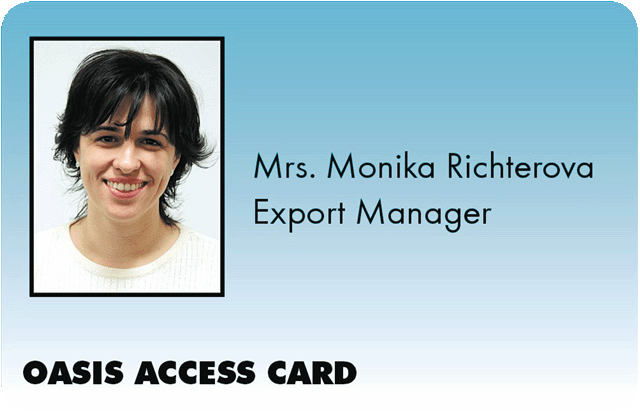 Mrs. Monika Richterova
Export Manager
OASIS ACCESS CARD